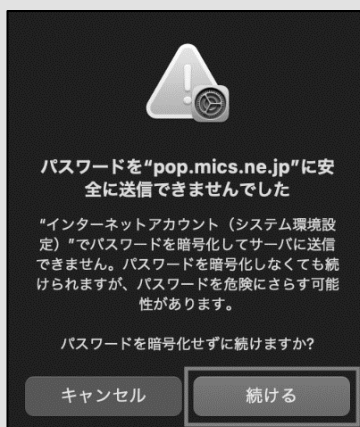 パスワードを“pop.mics.ne.jp”に安
全に送信できませんでした
“インターネットアカウント（システム環境設
定）”でパスワードを暗号化してサーバに送信
できません。パスワードを暗号化しなくても続
けられますが、パスワードを危険にさらす可能
性があります。
パスワードを暗号化せずに続けますか?
キャンセル
続ける